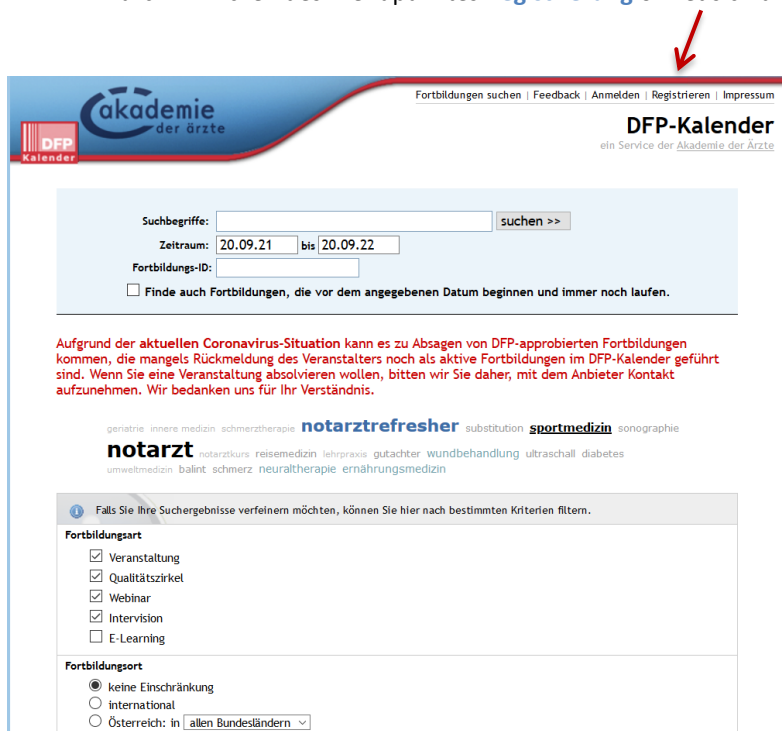 Registrierung
Fortbildungen suchen | Feedback | Anmelden | Registrieren | Impressum
akademie
der ärzte
DFP
Kalender
DFP-Kalender
ein Service der Akademie der Ärzte
Suchbegriffe: suchen >>
Zeitraum: 20.09.21 bis 20.09.22
Fortbildungs-ID:
Finde auch Fortbildungen, die vor dem angegebenen Datum beginnen und immer noch laufen.
Aufgrund der aktuellen Coronavirus-Situation kann es zu Absagen von DFP-approbierten Fortbildungen
kommen, die mangels Rückmeldung des Veranstalters noch als aktive Fortbildungen im DFP-Kalender geführt
sind. Wenn Sie eine Veranstaltung absolvieren wollen, bitten wir Sie daher, mit dem Anbieter Kontakt
aufzunehmen. Wir bedanken uns für Ihr Verständnis.
geriatrie innere medizin schmerztherapie notarztrefresher substitution sportmedizin sonographie
notarzt notarztkurs reisemedizin lehrpraxis gutachter wundbehandlung ultraschall diabetes
umweltmedizin balint schmerz neuraltherapie ernährungsmedizin
Falls Sie Ihre Suchergebnisse verfeinern möchten, können Sie hier nach bestimmten Kriterien filtern.
Fortbildungsart
Veranstaltung
Qualitätszirkel
Webinar
Intervision
E-Learning
Fortbildungsort
keine Einschränkung
international
Österreich: in allen Bundesländern